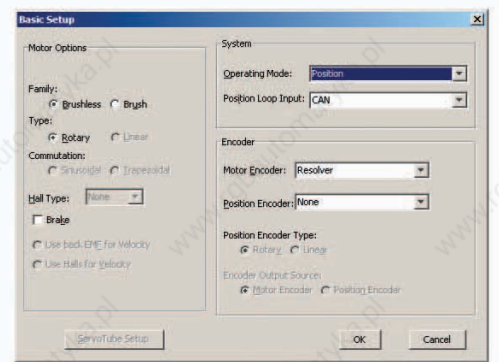 Basic Setup
Motor Options
Family:
Brushless Brush
Type:
Rotary Linear
Commutation:
Sinusoidal Trapezoidal
Hall Type: None
Brake
Use back EMF for Velocity
Use Halls for Velocity
ServoTube Setup
System
Operating Mode: Position
Position Loop Input: CAN
Encoder
Motor Encoder: Resolver
Position Encoder: None
Position Encoder Type:
Rotary Linear
Encoder Output Source:
Motor Encoder Position Encoder
OK Cancel